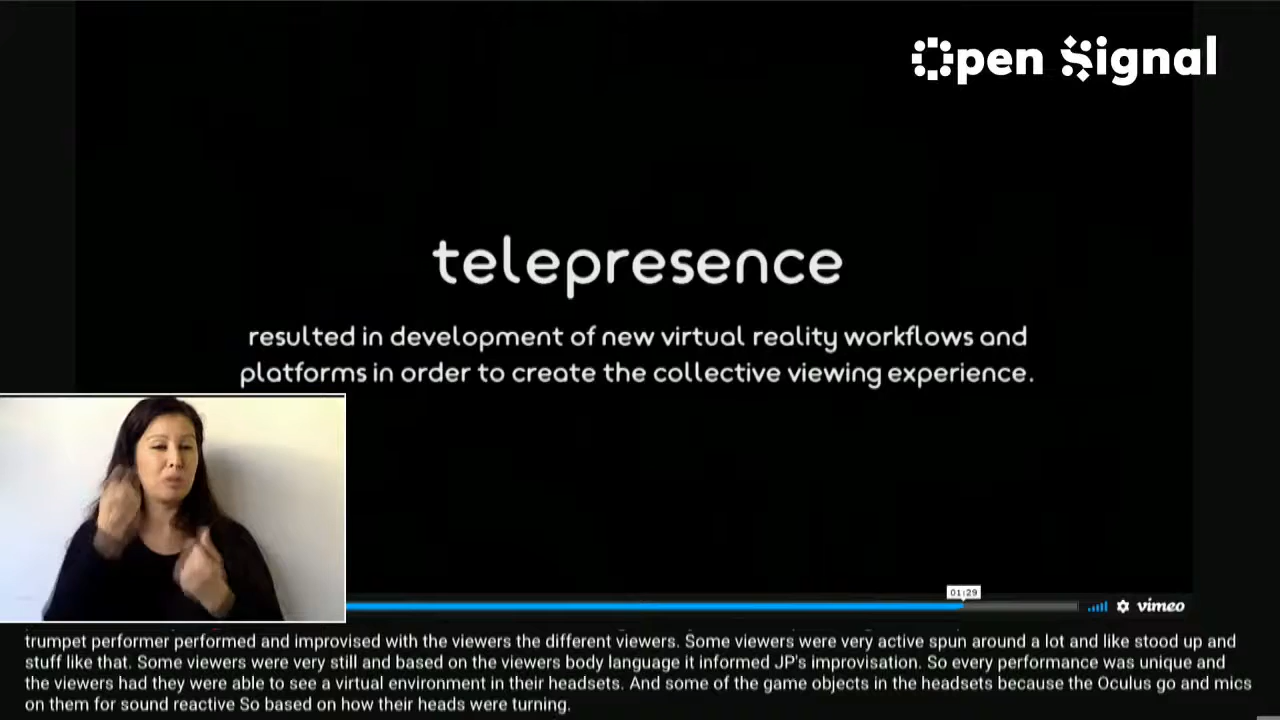 Open Signal
telepresence
resulted in development of new virtual reality workflows and
platforms in order to create the collective viewing experience.
01:29
vimeo
trumpet performer performed and improvised with the viewers the different viewers. Some viewers were very active spun around a lot and like stood up and
stuff like that. Some viewers were very still and based on the viewers body language it informed JP's improvisation. So every performance was unique and
the viewers had they were able to see a virtual environment in their headsets. And some of the game objects in the headsets because the Oculus go and mics
on them for sound reactive So based on how their heads were turning.